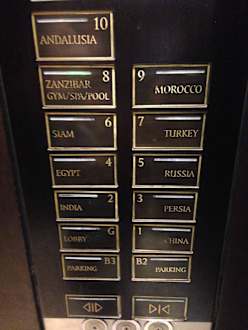 10
ANDALUSIA
8
ZANZIBAR
GYM/SPA/POOL
9
MOROCCO
6
SIAM
7
TURKEY
4
EGYPT
5
RUSSIA
2
INDIA
3
PERSIA
G
LOBBY
1
CHINA
B3
PARKING
B2
PARKING